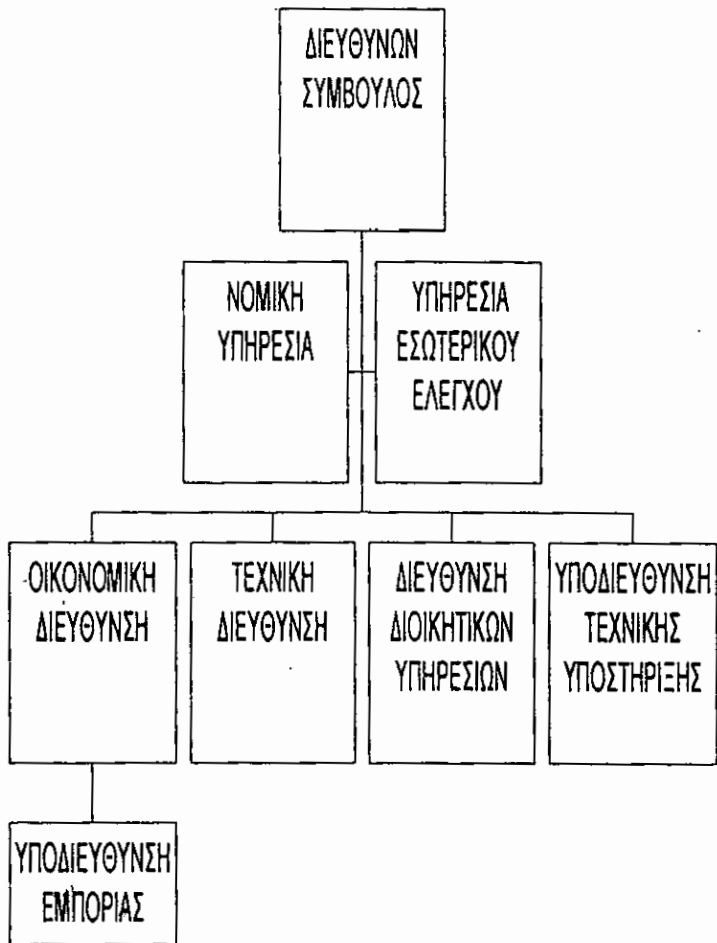 ΔΙΕΥΘΥΝΩΝ
ΣΥΜΒΟΥΛΟΣ
ΝΟΜΙΚΗ
ΥΠΗΡΕΣΙΑ
ΥΠΗΡΕΣΙΑ
ΕΣΩΤΕΡΙΚΟΥ
ΕΛΕΓΧΟΥ
ΟΙΚΟΝΟΜΙΚΗ
ΔΙΕΥΘΥΝΣΗ
ΤΕΧΝΙΚΗ
ΔΙΕΥΘΥΝΣΗ
ΔΙΕΥΘΥΝΣΗ
ΔΙΟΙΚΗΤΙΚΩΝ
ΥΠΗΡΕΣΙΩΝ
ΥΠΟΔΙΕΥΘΥΝΣΗ
ΤΕΧΝΙΚΗΣ
ΥΠΟΣΤΗΡΙΞΗΣ
ΥΠΟΔΙΕΥΘΥΝΣΗ
ΕΜΠΟΡΙΑΣ